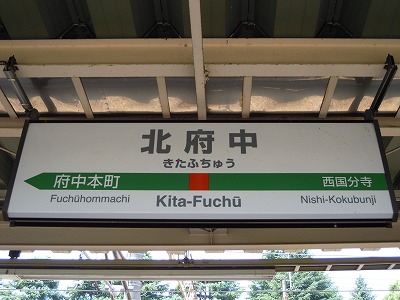 北府中
きたふちゅう
府中本町
西国分寺
Fuchūhommachi
Kita-Fuchū
Nishi-Kokubunji